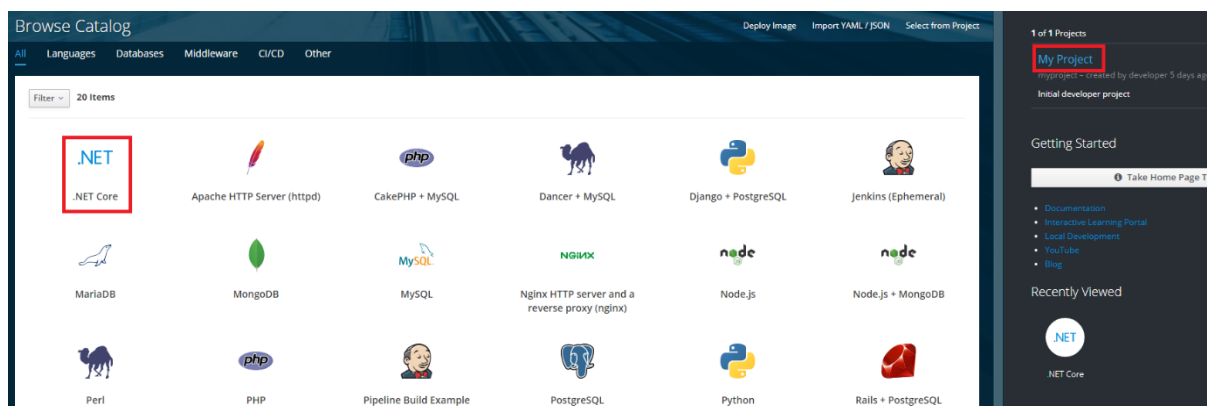 Browse Catalog
Deploy Image Import YAML / JSON Select from Project
All Languages Databases Middleware CI/CD Other
Filter 20 Items
.NET
php
.NET Core Apache HTTP Server (httpd) CakePHP + MySQL Dancer + MySQL Django + PostgreSQL Jenkins (Ephemeral)
MySQL
NGINX
node
node
MariaDB MongoDB MySQL Nginx HTTP server and a Node.js Node.js + MongoDB
reverse proxy (nginx)
php
Perl PHP Pipeline Build Example PostgreSQL Python Rails + PostgreSQL
1 of 1 Projects
My Project
myproject – created by developer 5 days ago
Initial developer project
Getting Started
Take Home Page T
Documentation
Interactive Learning Portal
Local Development
YouTube
Blog
Recently Viewed
.NET
.NET Core